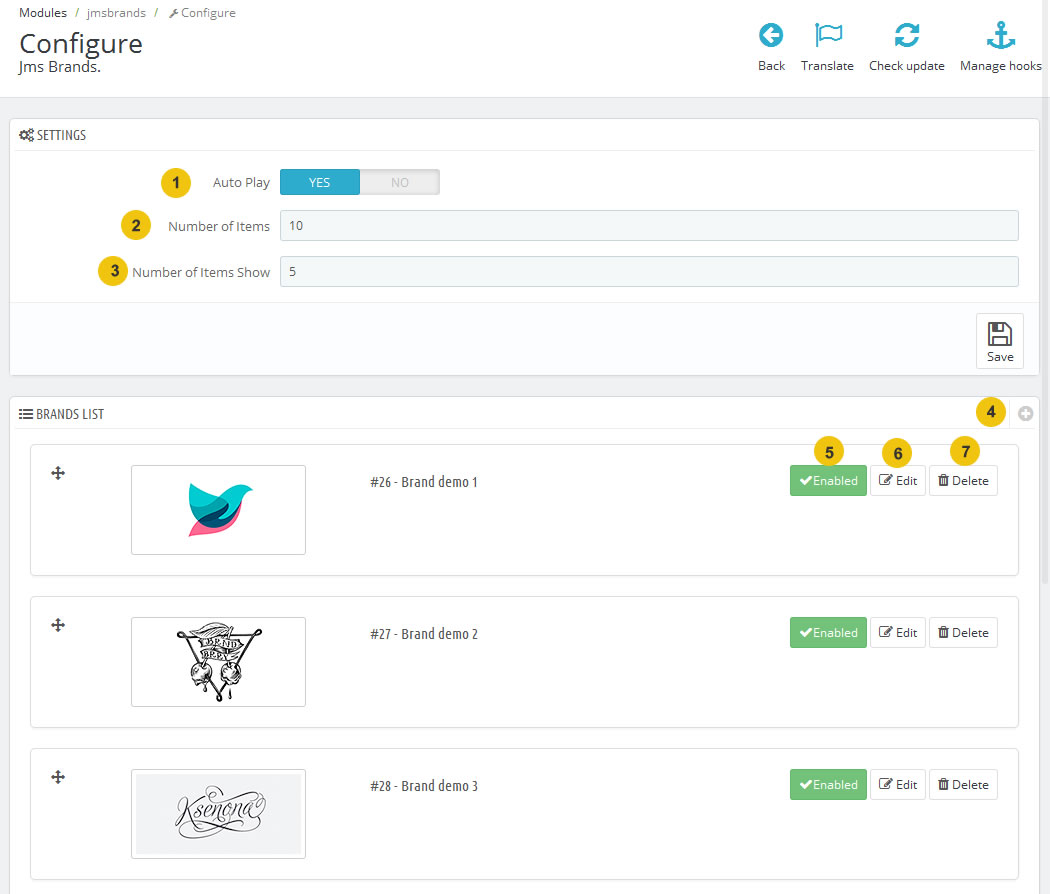 Modules / jmsbrands / Configure
Configure
Jms Brands.
Back Translate Check update Manage hooks
SETTINGS
1 Auto Play YES NO
2 Number of Items 10
3 Number of Items Show 5
Save
BRANDS LIST 4
5 6 7
#26 - Brand demo 1 Enabled Edit Delete
#27 - Brand demo 2 Enabled Edit Delete
#28 - Brand demo 3 Enabled Edit Delete
Ksenona